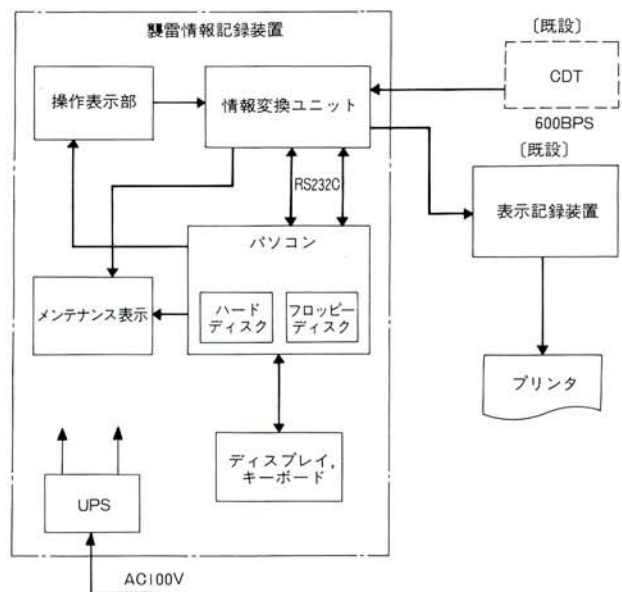 襲雷情報記録装置
〔既設〕
CDT
600BPS
操作表示部
情報変換ユニット
〔既設〕
表示記録装置
RS232C
パソコン
ハード
ディスク
フロッピー
ディスク
メンテナンス表示
プリンタ
ディスプレイ,
キーボード
UPS
AC100V